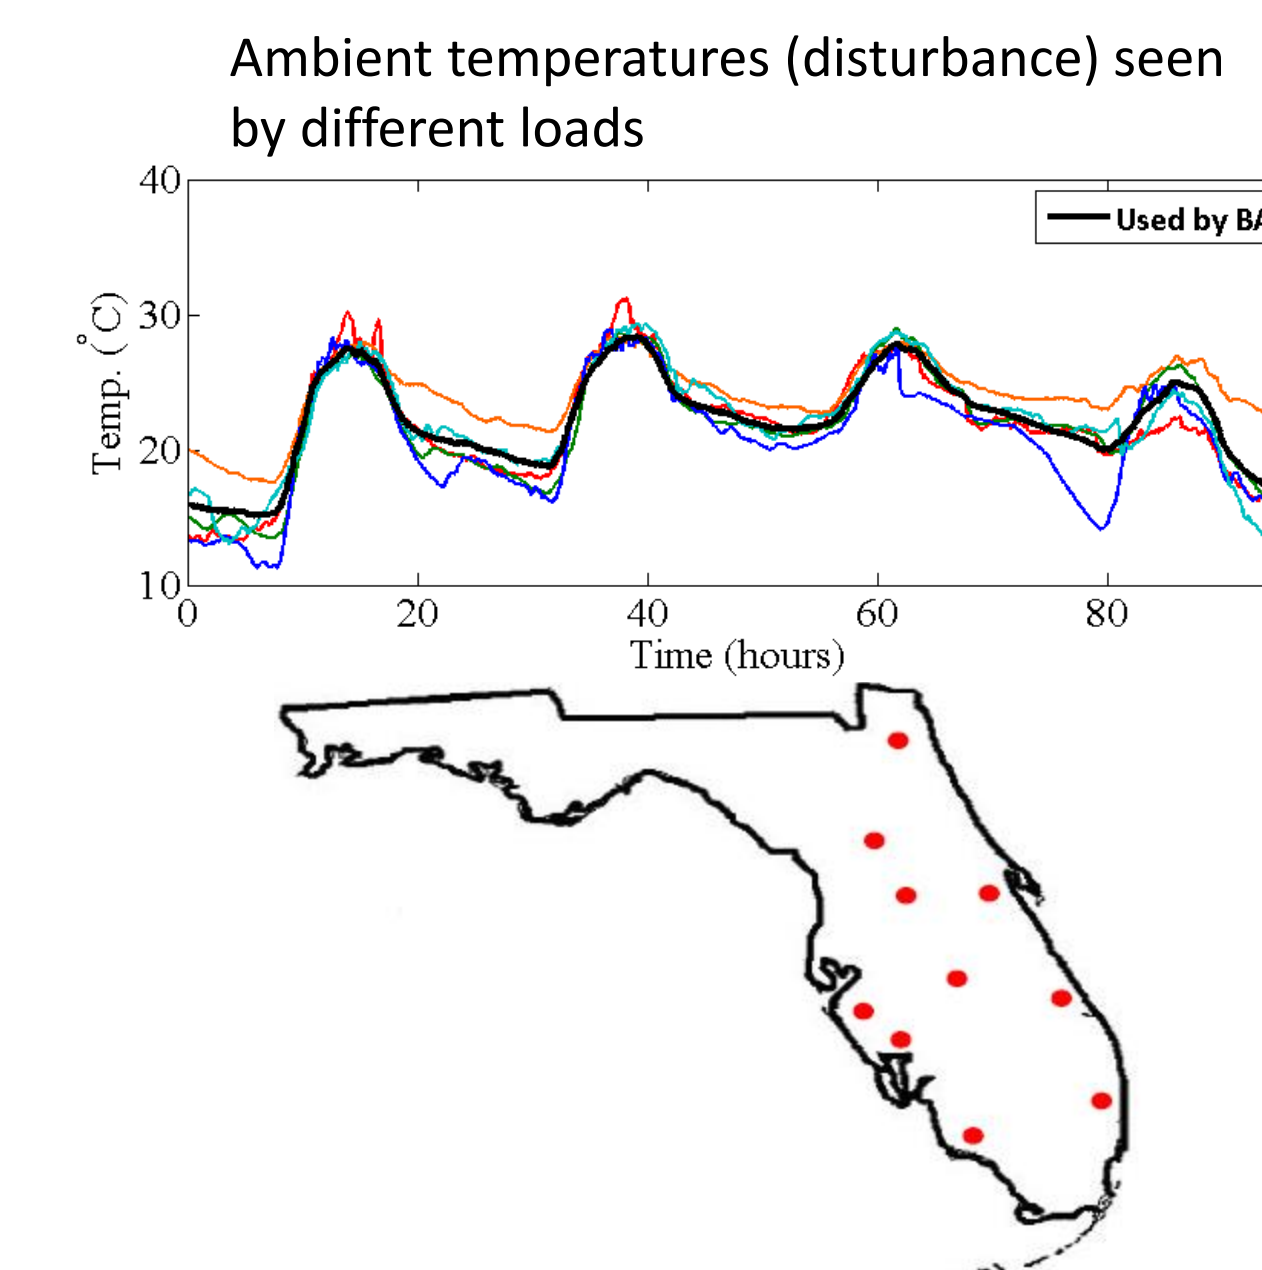 Ambient temperatures (disturbance) seen
by different loads
40
Used by BA
30
Temp. (°C)
20
10
0 20 40 60 80
Time (hours)